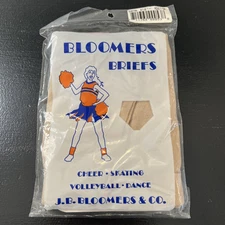 BLOOMERS
BRIEFS
CHEER • SKATING
VOLLEYBALL • DANCE
J.B. BLOOMERS & CO.